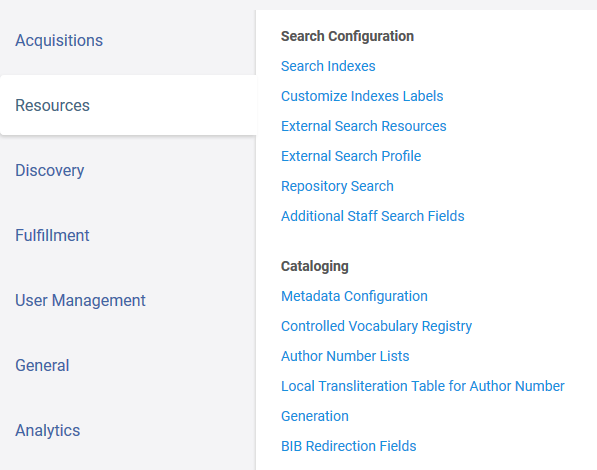 Acquisitions
Resources
Discovery
Fulfillment
User Management
General
Analytics
Search Configuration
Search Indexes
Customize Indexes Labels
External Search Resources
External Search Profile
Repository Search
Additional Staff Search Fields
Cataloging
Metadata Configuration
Controlled Vocabulary Registry
Author Number Lists
Local Transliteration Table for Author Number
Generation
BIB Redirection Fields